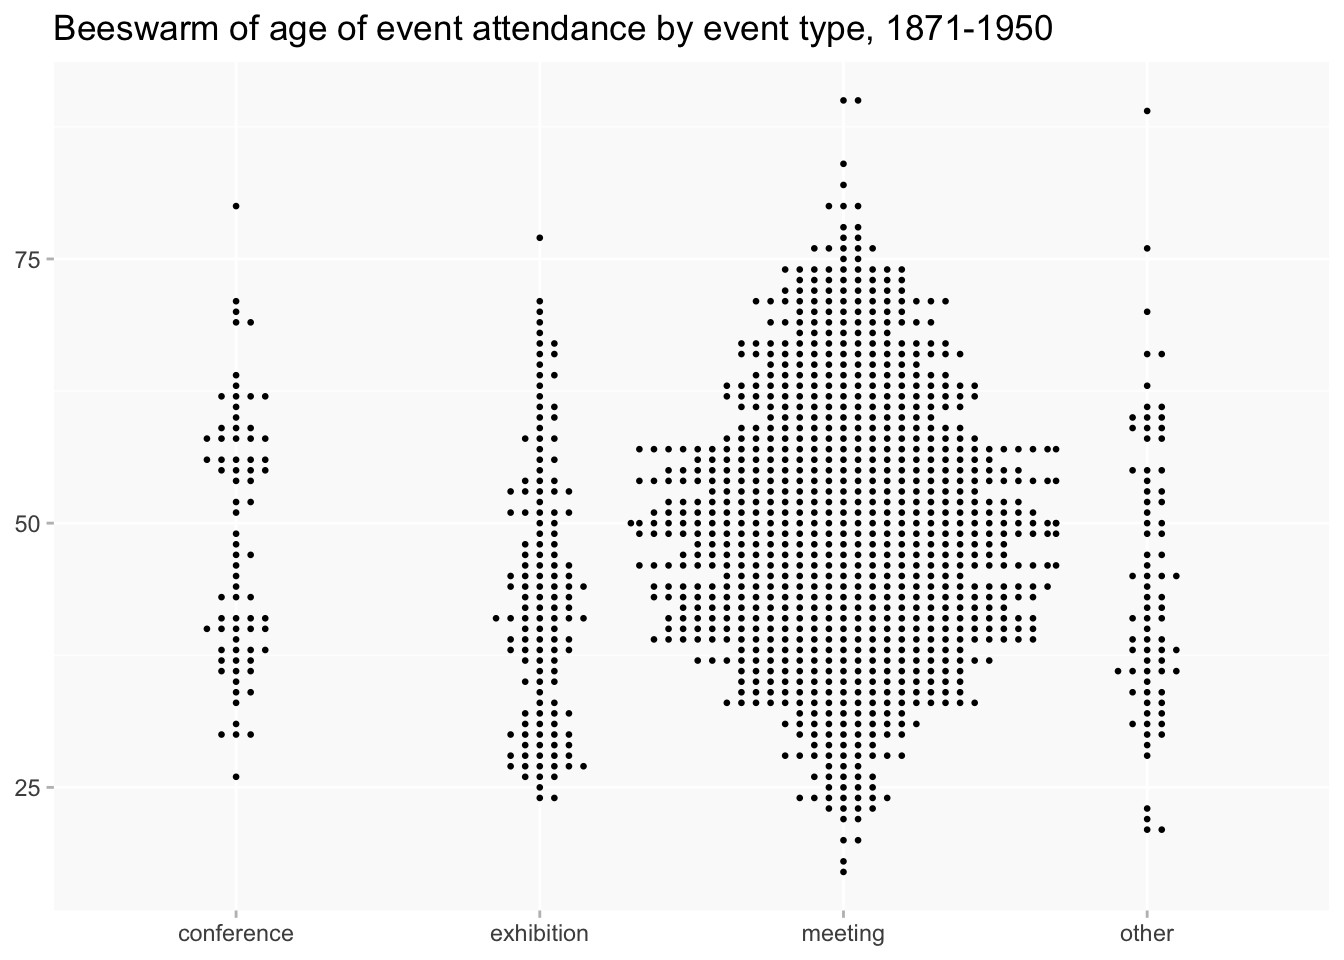 Beeswarm of age of event attendance by event type, 1871-1950
75
50
25
conference exhibition meeting other